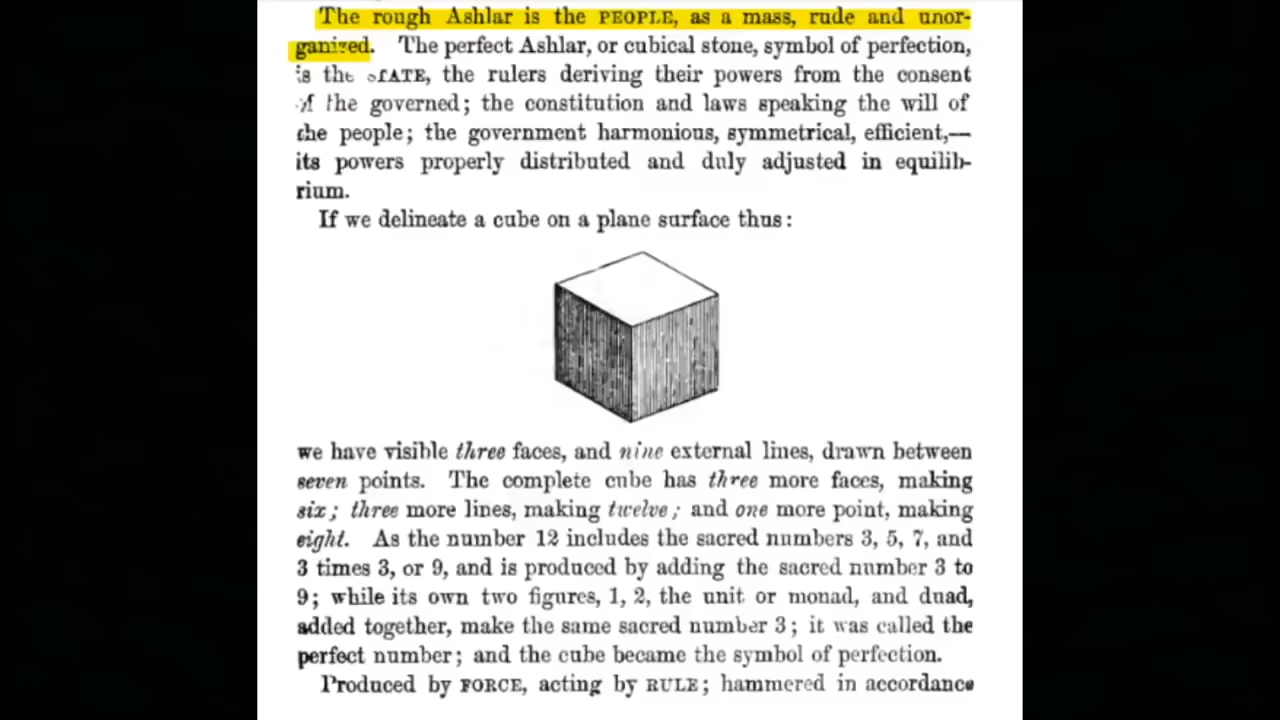 The rough Ashlar is the PEOPLE, as a mass, rude and unor-
ganized. The perfect Ashlar, or cubical stone, symbol of perfection,
is the STATE, the rulers deriving their powers from the consent
of the governed; the constitution and laws speaking the will of
the people; the government harmonious, symmetrical, efficient,—
its powers properly distributed and duly adjusted in equilib-
rium.
If we delineate a cube on a plane surface thus:
we have visible three faces, and nine external lines, drawn between
seven points. The complete cube has three more faces, making
six; three more lines, making twelve; and one more point, making
eight. As the number 12 includes the sacred numbers 3, 5, 7, and
3 times 3, or 9, and is produced by adding the sacred number 3 to
9; while its own two figures, 1, 2, the unit or monad, and duad,
added together, make the same sacred number 3; it was called the
perfect number; and the cube became the symbol of perfection.
Produced by FORCE, acting by RULE; hammered in accordance